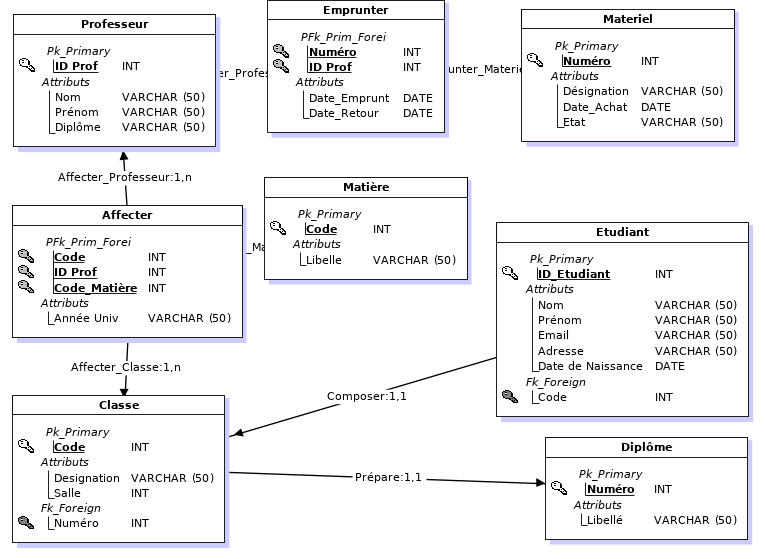 Professeur
Pk_Primary
ID Prof INT
Attributs
Nom VARCHAR (50)
Prénom VARCHAR (50)
Diplôme VARCHAR (50)
er_Profes
Emprunter
PFk_Prim_Forei
Numéro INT
ID Prof INT
Attributs
Date_Emprunt DATE
Date_Retour DATE
unter_Materie
Materiel
Pk_Primary
Numéro INT
Attributs
Désignation VARCHAR (50)
Date_Achat DATE
Etat VARCHAR (50)
Affecter_Professeur:1,n
Affecter
PFk_Prim_Forei
Code INT
ID Prof INT
Code_Matière INT
Attributs
Année Univ VARCHAR (50)
_Ma
Matière
Pk_Primary
Code INT
Attributs
Libelle VARCHAR (50)
Etudiant
Pk_Primary
ID_Etudiant INT
Attributs
Nom VARCHAR (50)
Prénom VARCHAR (50)
Email VARCHAR (50)
Adresse VARCHAR (50)
Date de Naissance DATE
Fk_Foreign
Code INT
Affecter_Classe:1,n
Composer:1,1
Classe
Pk_Primary
Code INT
Attributs
Designation VARCHAR (50)
Salle INT
Fk_Foreign
Numéro INT
Prépare:1,1
Diplôme
Pk_Primary
Numéro INT
Attributs
Libellé VARCHAR (50)